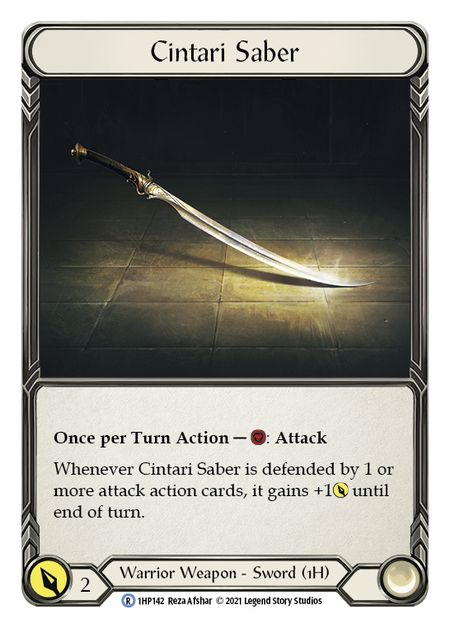 Cintari Saber
Once per Turn Action — : Attack
Whenever Cintari Saber is defended by 1 or
more attack action cards, it gains +1 until
end of turn.
2
Warrior Weapon - Sword (1H)
R 1HP142 Reza Afshar © 2021 Legend Story Studios